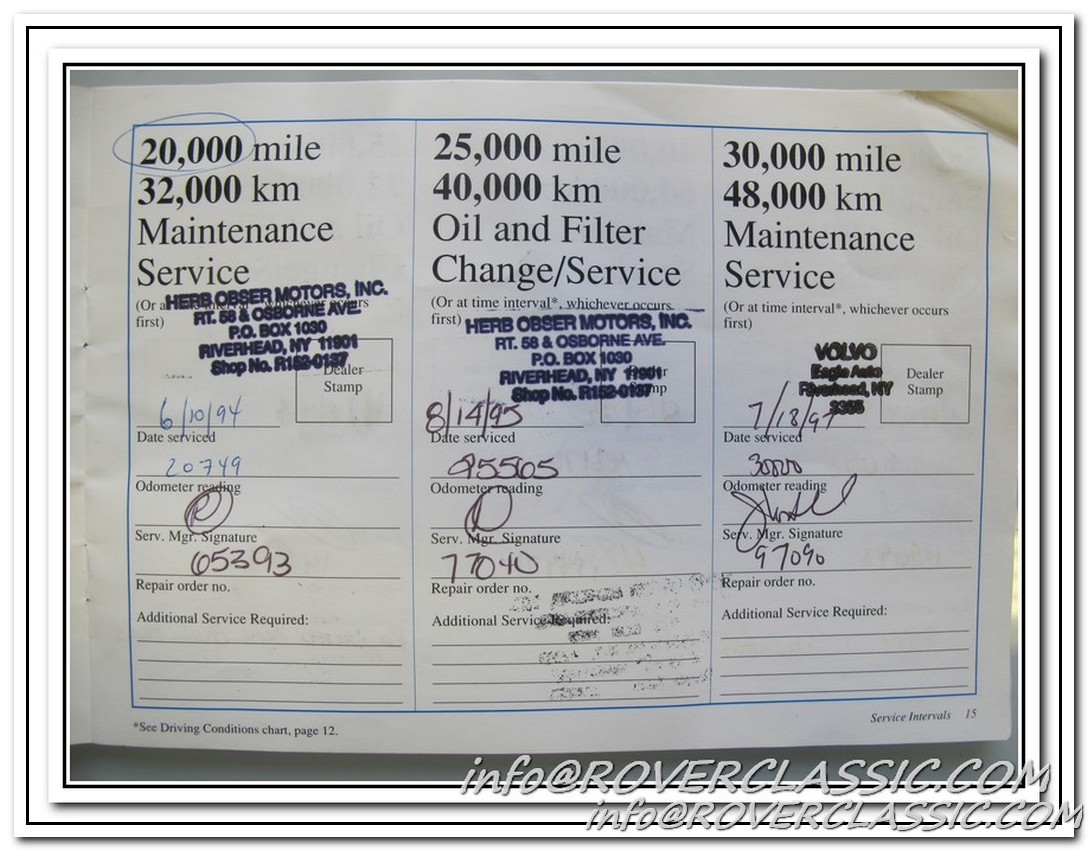 20,000 mile
32,000 km
Maintenance
Service
(Or at time interval*, whichever occurs
first)
HERB OBSER MOTORS, INC.
RT. 58 & OSBORNE AVE.
P.O. BOX 1030
RIVERHEAD, NY 11901
Shop No. R152-0137
Dealer
Stamp
6/10/94
Date serviced
20749
Odometer reading
Serv. Mgr. Signature
65393
Repair order no.
Additional Service Required:
*See Driving Conditions chart, page 12.
25,000 mile
40,000 km
Oil and Filter
Change/Service
(Or at time interval*, whichever occurs
first)
HERB OBSER MOTORS, INC.
RT. 58 & OSBORNE AVE.
P.O. BOX 1030
RIVERHEAD, NY 11901
Shop No. R152-0137
8/14/95
Date serviced
Odometer reading
Serv. Mgr. Signature
77040
Repair order no.
Additional Service Required:
30,000 mile
48,000 km
Maintenance
Service
(Or at time interval*, whichever occurs
first)
VOLVO
Eagle Auto
Riverhead, NY
Dealer
Stamp
7/18/97
Date serviced
Odometer reading
Serv. Mgr. Signature
97090
Repair order no.
Additional Service Required:
Service Intervals 15
info@ROVERCLASSIC.COM
info@ROVERCLASSIC.COM